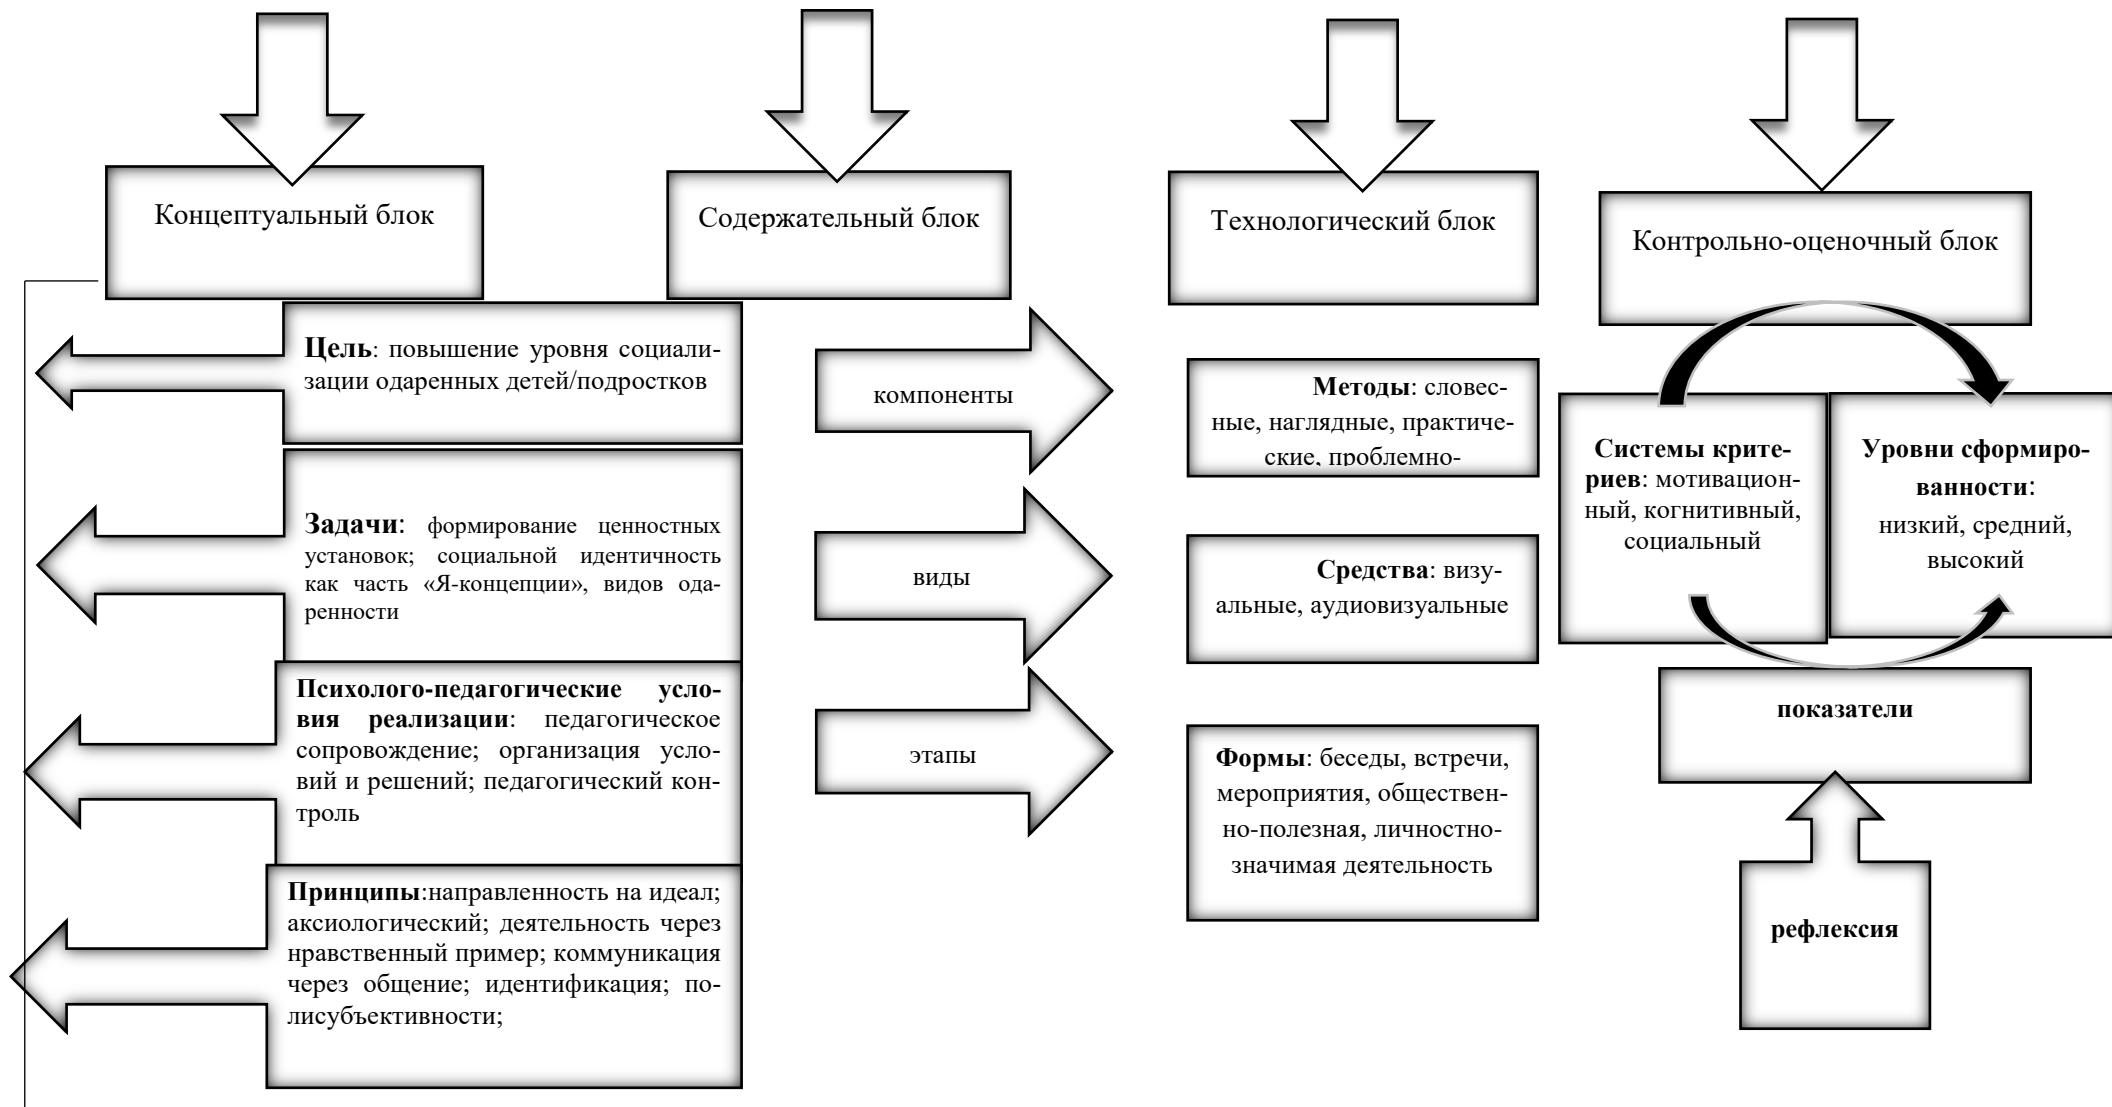 Концептуальный блок
Содержательный блок
Технологический блок
Контрольно-оценочный блок
Цель: повышение уровня социали-
зации одаренных детей/подростков
Задачи: формирование ценностных
установок; социальной идентичность
как часть «Я-концепции», видов ода-
ренности
Психолого-педагогические усло-
вия реализации: педагогическое
сопровождение; организация усло-
вий и решений; педагогический кон-
троль
Принципы:направленность на идеал;
аксиологический; деятельность через
нравственный пример; коммуникация
через общение; идентификация; по-
лисубъективности;
компоненты
виды
этапы
Методы: словес-
ные, наглядные, практиче-
ские, проблемно-
Средства: визу-
альные, аудиовизуальные
Формы: беседы, встречи,
мероприятия, обществен-
но-полезная, личностно-
значимая деятельность
Системы крите-
риев: мотивацион-
ный, когнитивный,
социальный
Уровни сформиро-
ванности:
низкий, средний,
высокий
показатели
рефлексия